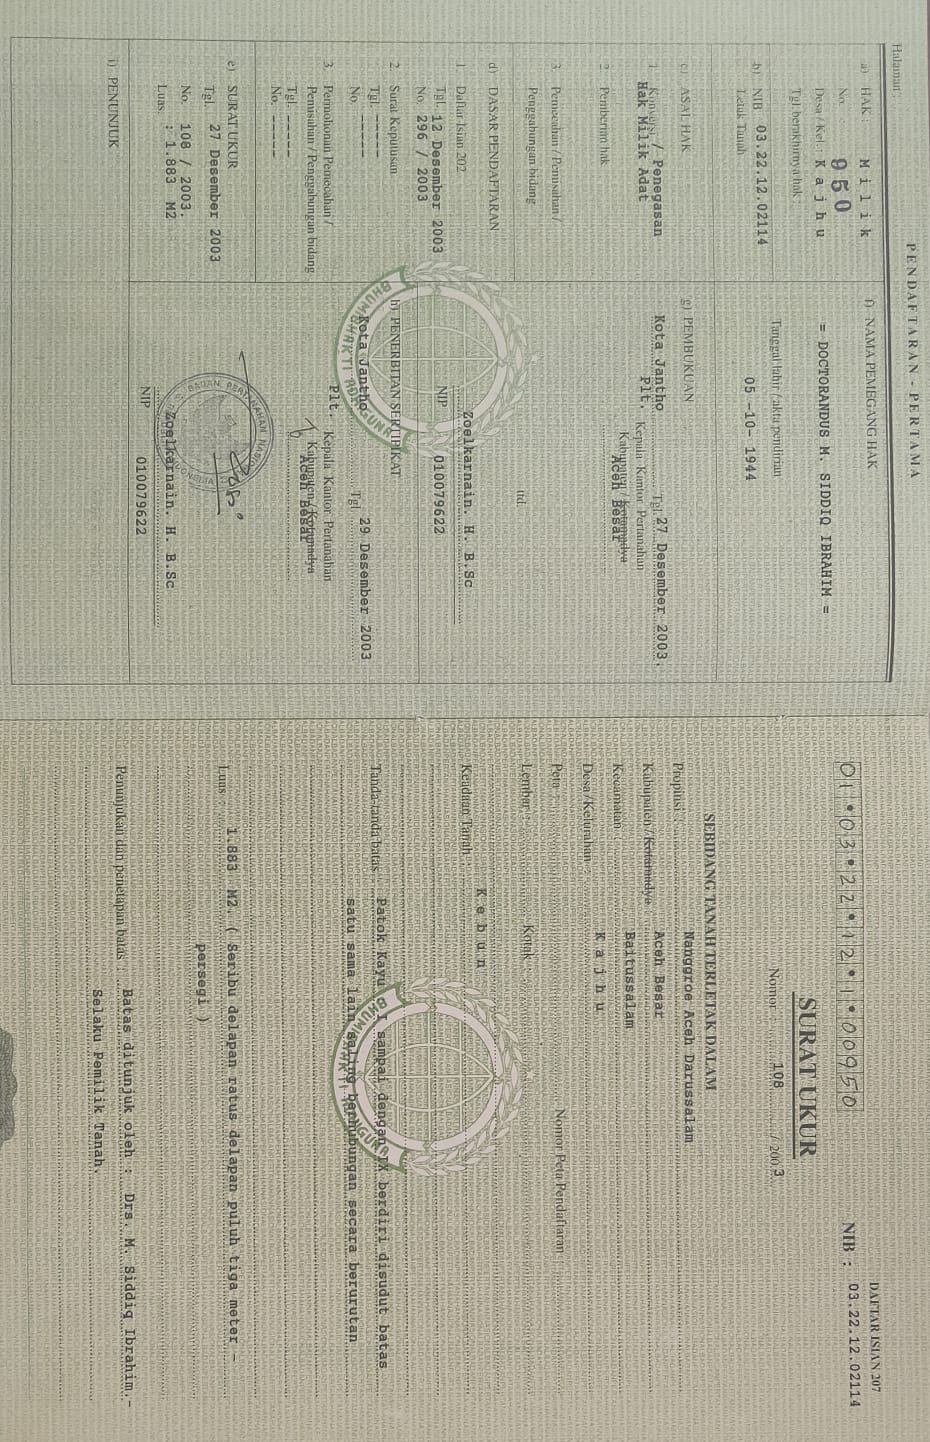 PENDAFTARAN - PERTAMA
Halaman :
a) HAK : Milik
No. 950
Desa / Kel. : Kajhu
Tgl. berakhirnya hak :
b) NIB 03.22.12.02114
Letak Tanah
c) ASAL HAK
1. Konversi / Penegasan
Hak Milik Adat
2. Pemberian hak
3. Pemecahan / Pemisahan /
Penggabungan bidang
d) DASAR PENDAFTARAN
1. Daftar Isian 202
Tgl. 12 Desember 2003
No. 296 / 2003
2. Surat Keputusan
Tgl. -----
No. -----
3. Permohonan Pemecahan /
Pemisahan / Penggabungan bidang
Tgl. -----
No. -----
e) SURAT UKUR
Tgl. 27 Desember 2003
No. 108 / 2003.
Luas. : 1.883 M2
i) PENUNJUK
f) NAMA PEMEGANG HAK
= DOCTORANDUS M. SIDDIQ IBRAHIM =
Tanggal lahir / akta pendirian
05 -10- 1944
g) PEMBUKUAN
Kota Jantho Tgl. 27 Desember 2003.
Plt. Kepala Kantor Pertanahan
Kabupaten / Kotamadya
Aceh Besar
ttd.
Zoelkarnain. H. B.Sc
NIP 010079622
h) PENERBITAN SERTIPIKAT
Kota Jantho Tgl 29 Desember 2003
Plt. Kepala Kantor Pertanahan
Kabupaten / Kotamadya
Aceh Besar
Zoelkarnain. H. B.Sc
NIP 010079622
BHUMI BHAKTI ADHIGUNA
DAFTAR ISIAN 207
01.03.22.12.1.00950
NIB : 03.22.12.02114
SURAT UKUR
Nomor : 108 / 2003
SEBIDANG TANAH TERLETAK DALAM
Propinsi : Nanggroe Aceh Darussalam
Kabupaten / Kotamadya : Aceh Besar
Kecamatan : Baitussalam
Desa / Kelurahan : Kajhu
Peta : Nomor Peta Pendaftaran :
Lembar : Kotak :
Keadaan Tanah : Kebun
Tanda-tanda batas : Patok Kayu I sampai dengan IX berdiri disudut batas
satu sama lain saling berhubungan secara berurutan
Luas : 1.883 M2. ( Seribu delapan ratus delapan puluh tiga meter -
persegi )
Penunjukan dan penetapan batas : Batas ditunjuk oleh : Drs. M. Siddiq Ibrahim.-
Selaku Pemilik Tanah.
BHUMI BHAKTI ADHIGUNA